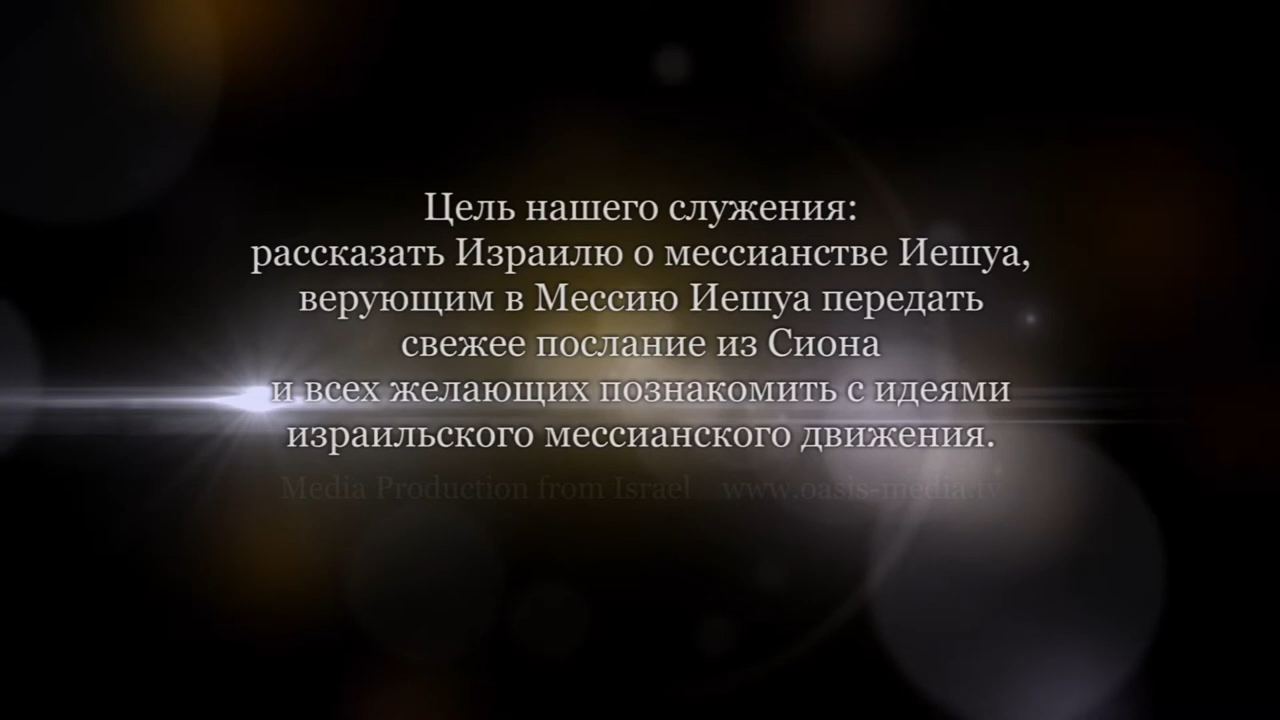 Цель нашего служения:
рассказать Израилю о мессианстве Иешуа,
верующим в Мессию Иешуа передать
свежее послание из Сиона
и всех желающих познакомить с идеями
израильского мессианского движения.
Media Production from Israel www.oasis-media.tv